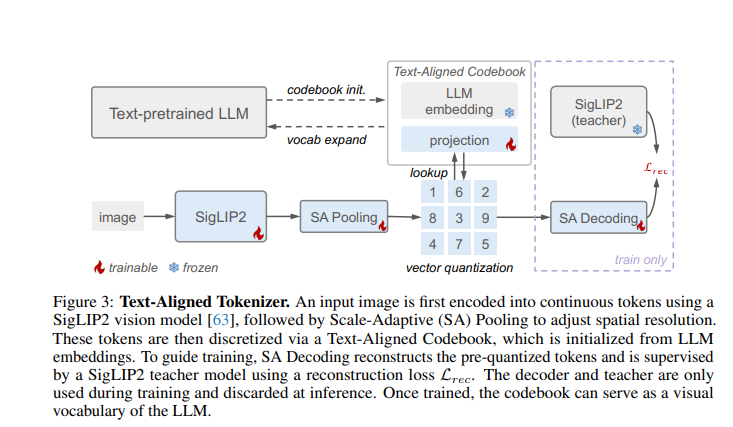 Text-Aligned Codebook
codebook init.
LLM
embedding
SigLIP2
(teacher)
Text-pretrained LLM
vocab expand
projection
lookup
ℒrec
1 6 2
image
SigLIP2
SA Pooling
8 3 9
SA Decoding
4 7 5
train only
trainable frozen
vector quantization
Figure 3: Text-Aligned Tokenizer. An input image is first encoded into continuous tokens using a
SigLIP2 vision model [63], followed by Scale-Adaptive (SA) Pooling to adjust spatial resolution.
These tokens are then discretized via a Text-Aligned Codebook, which is initialized from LLM
embeddings. To guide training, SA Decoding reconstructs the pre-quantized tokens and is supervised
by a SigLIP2 teacher model using a reconstruction loss ℒrec. The decoder and teacher are only
used during training and discarded at inference. Once trained, the codebook can serve as a visual
vocabulary of the LLM.